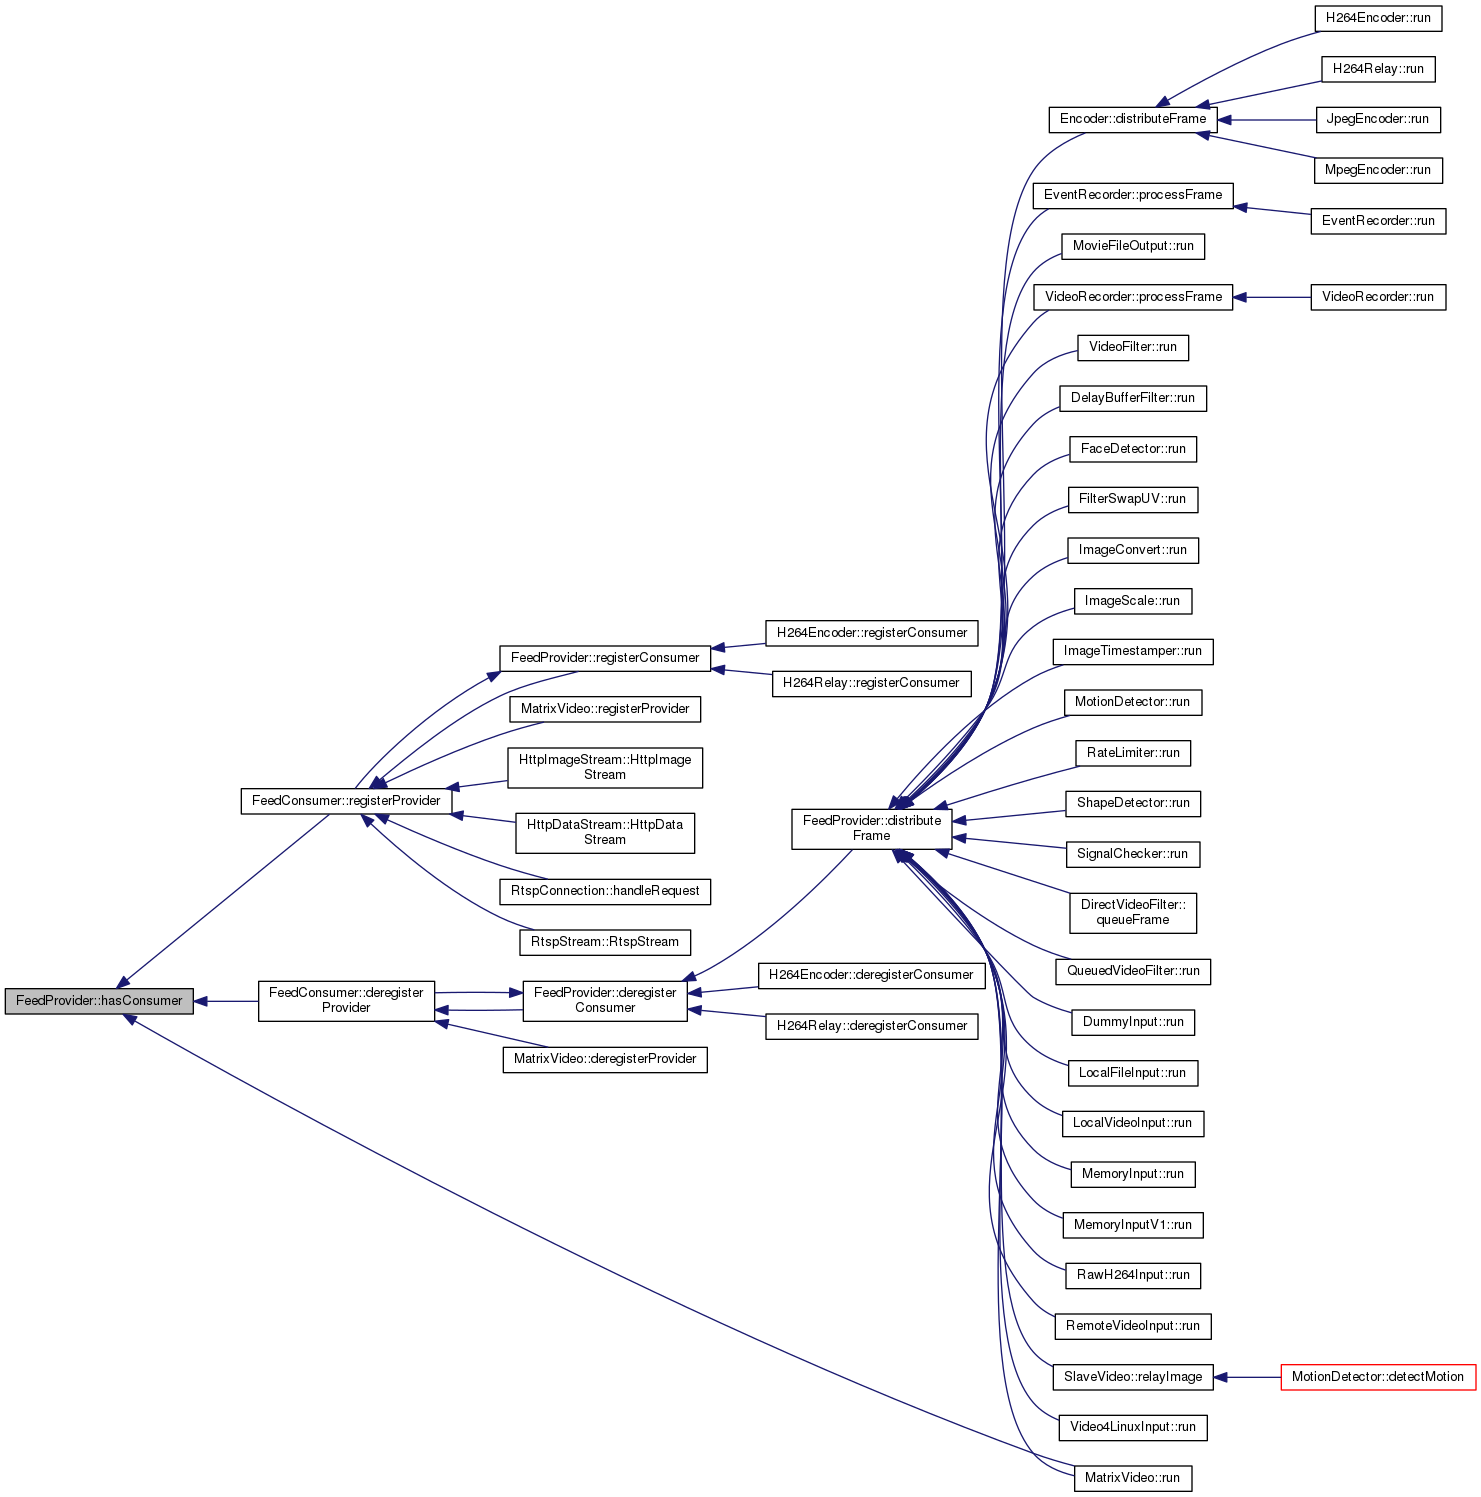 H264Encoder::run
H264Relay::run
Encoder::distributeFrame
JpegEncoder::run
MpegEncoder::run
EventRecorder::processFrame
EventRecorder::run
MovieFileOutput::run
VideoRecorder::processFrame
VideoRecorder::run
VideoFilter::run
DelayBufferFilter::run
FaceDetector::run
FilterSwapUV::run
ImageConvert::run
ImageScale::run
H264Encoder::registerConsumer
FeedProvider::registerConsumer
ImageTimestamper::run
H264Relay::registerConsumer
MatrixVideo::registerProvider
MotionDetector::run
HttpImageStream::HttpImage
Stream
RateLimiter::run
FeedConsumer::registerProvider
ShapeDetector::run
HttpDataStream::HttpData
Stream
FeedProvider::distribute
Frame
SignalChecker::run
RtspConnection::handleRequest
DirectVideoFilter::
queueFrame
RtspStream::RtspStream
QueuedVideoFilter::run
H264Encoder::deregisterConsumer
FeedProvider::hasConsumer
FeedConsumer::deregister
Provider
FeedProvider::deregister
Consumer
H264Relay::deregisterConsumer
DummyInput::run
MatrixVideo::deregisterProvider
LocalFileInput::run
LocalVideoInput::run
MemoryInput::run
MemoryInputV1::run
RawH264Input::run
RemoteVideoInput::run
SlaveVideo::relayImage
MotionDetector::detectMotion
Video4LinuxInput::run
MatrixVideo::run